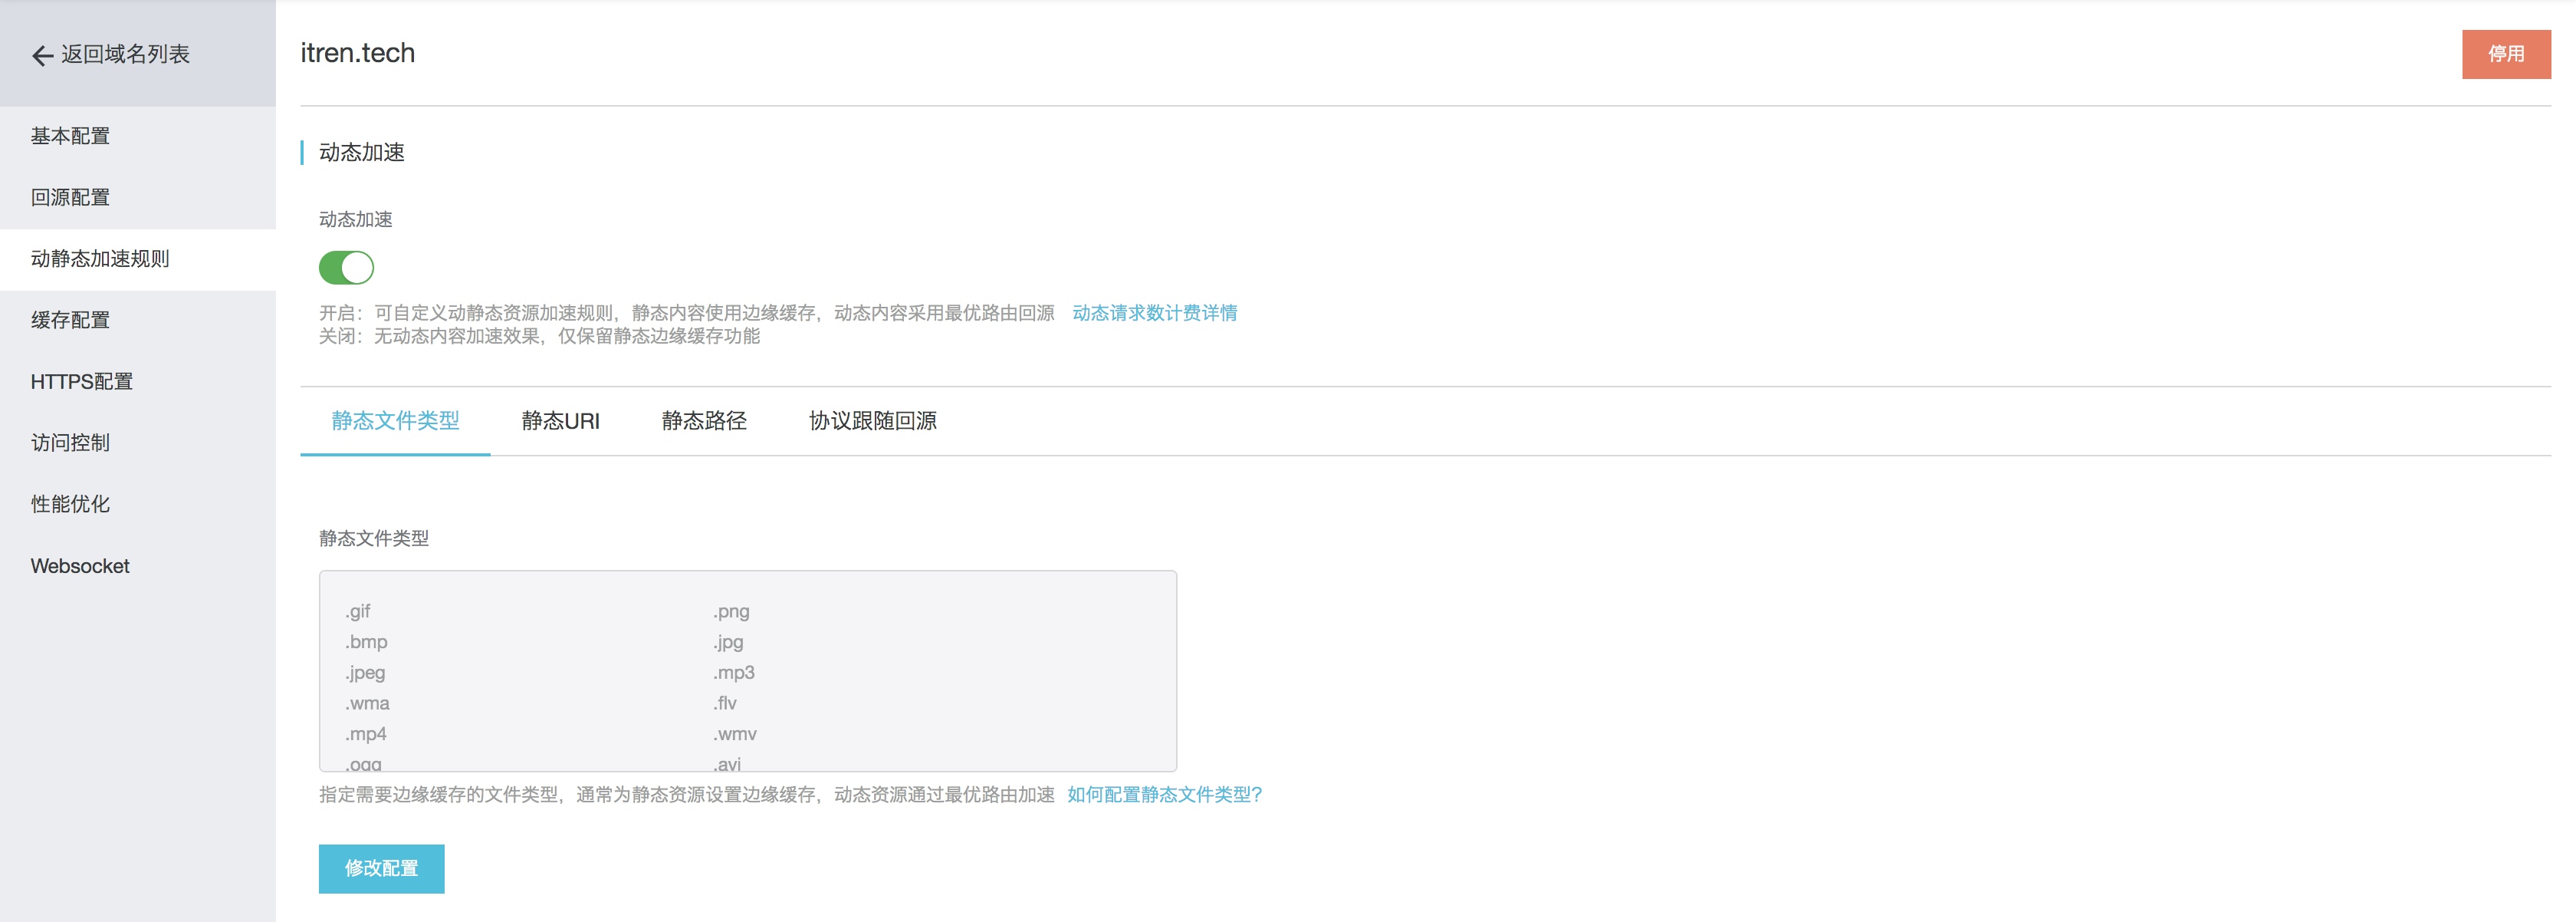 返回域名列表
基本配置
回源配置
动静态加速规则
缓存配置
HTTPS配置
访问控制
性能优化
Websocket
itren.tech
停用
动态加速
动态加速
开启：可自定义动静态资源加速规则，静态内容使用边缘缓存，动态内容采用最优路由回源 动态请求数计费详情
关闭：无动态内容加速效果，仅保留静态边缘缓存功能
静态文件类型 静态URI 静态路径 协议跟随回源
静态文件类型
.gif .png
.bmp .jpg
.jpeg .mp3
.wma .flv
.mp4 .wmv
.ogg .avi
指定需要边缘缓存的文件类型，通常为静态资源设置边缘缓存，动态资源通过最优路由加速 如何配置静态文件类型?
修改配置